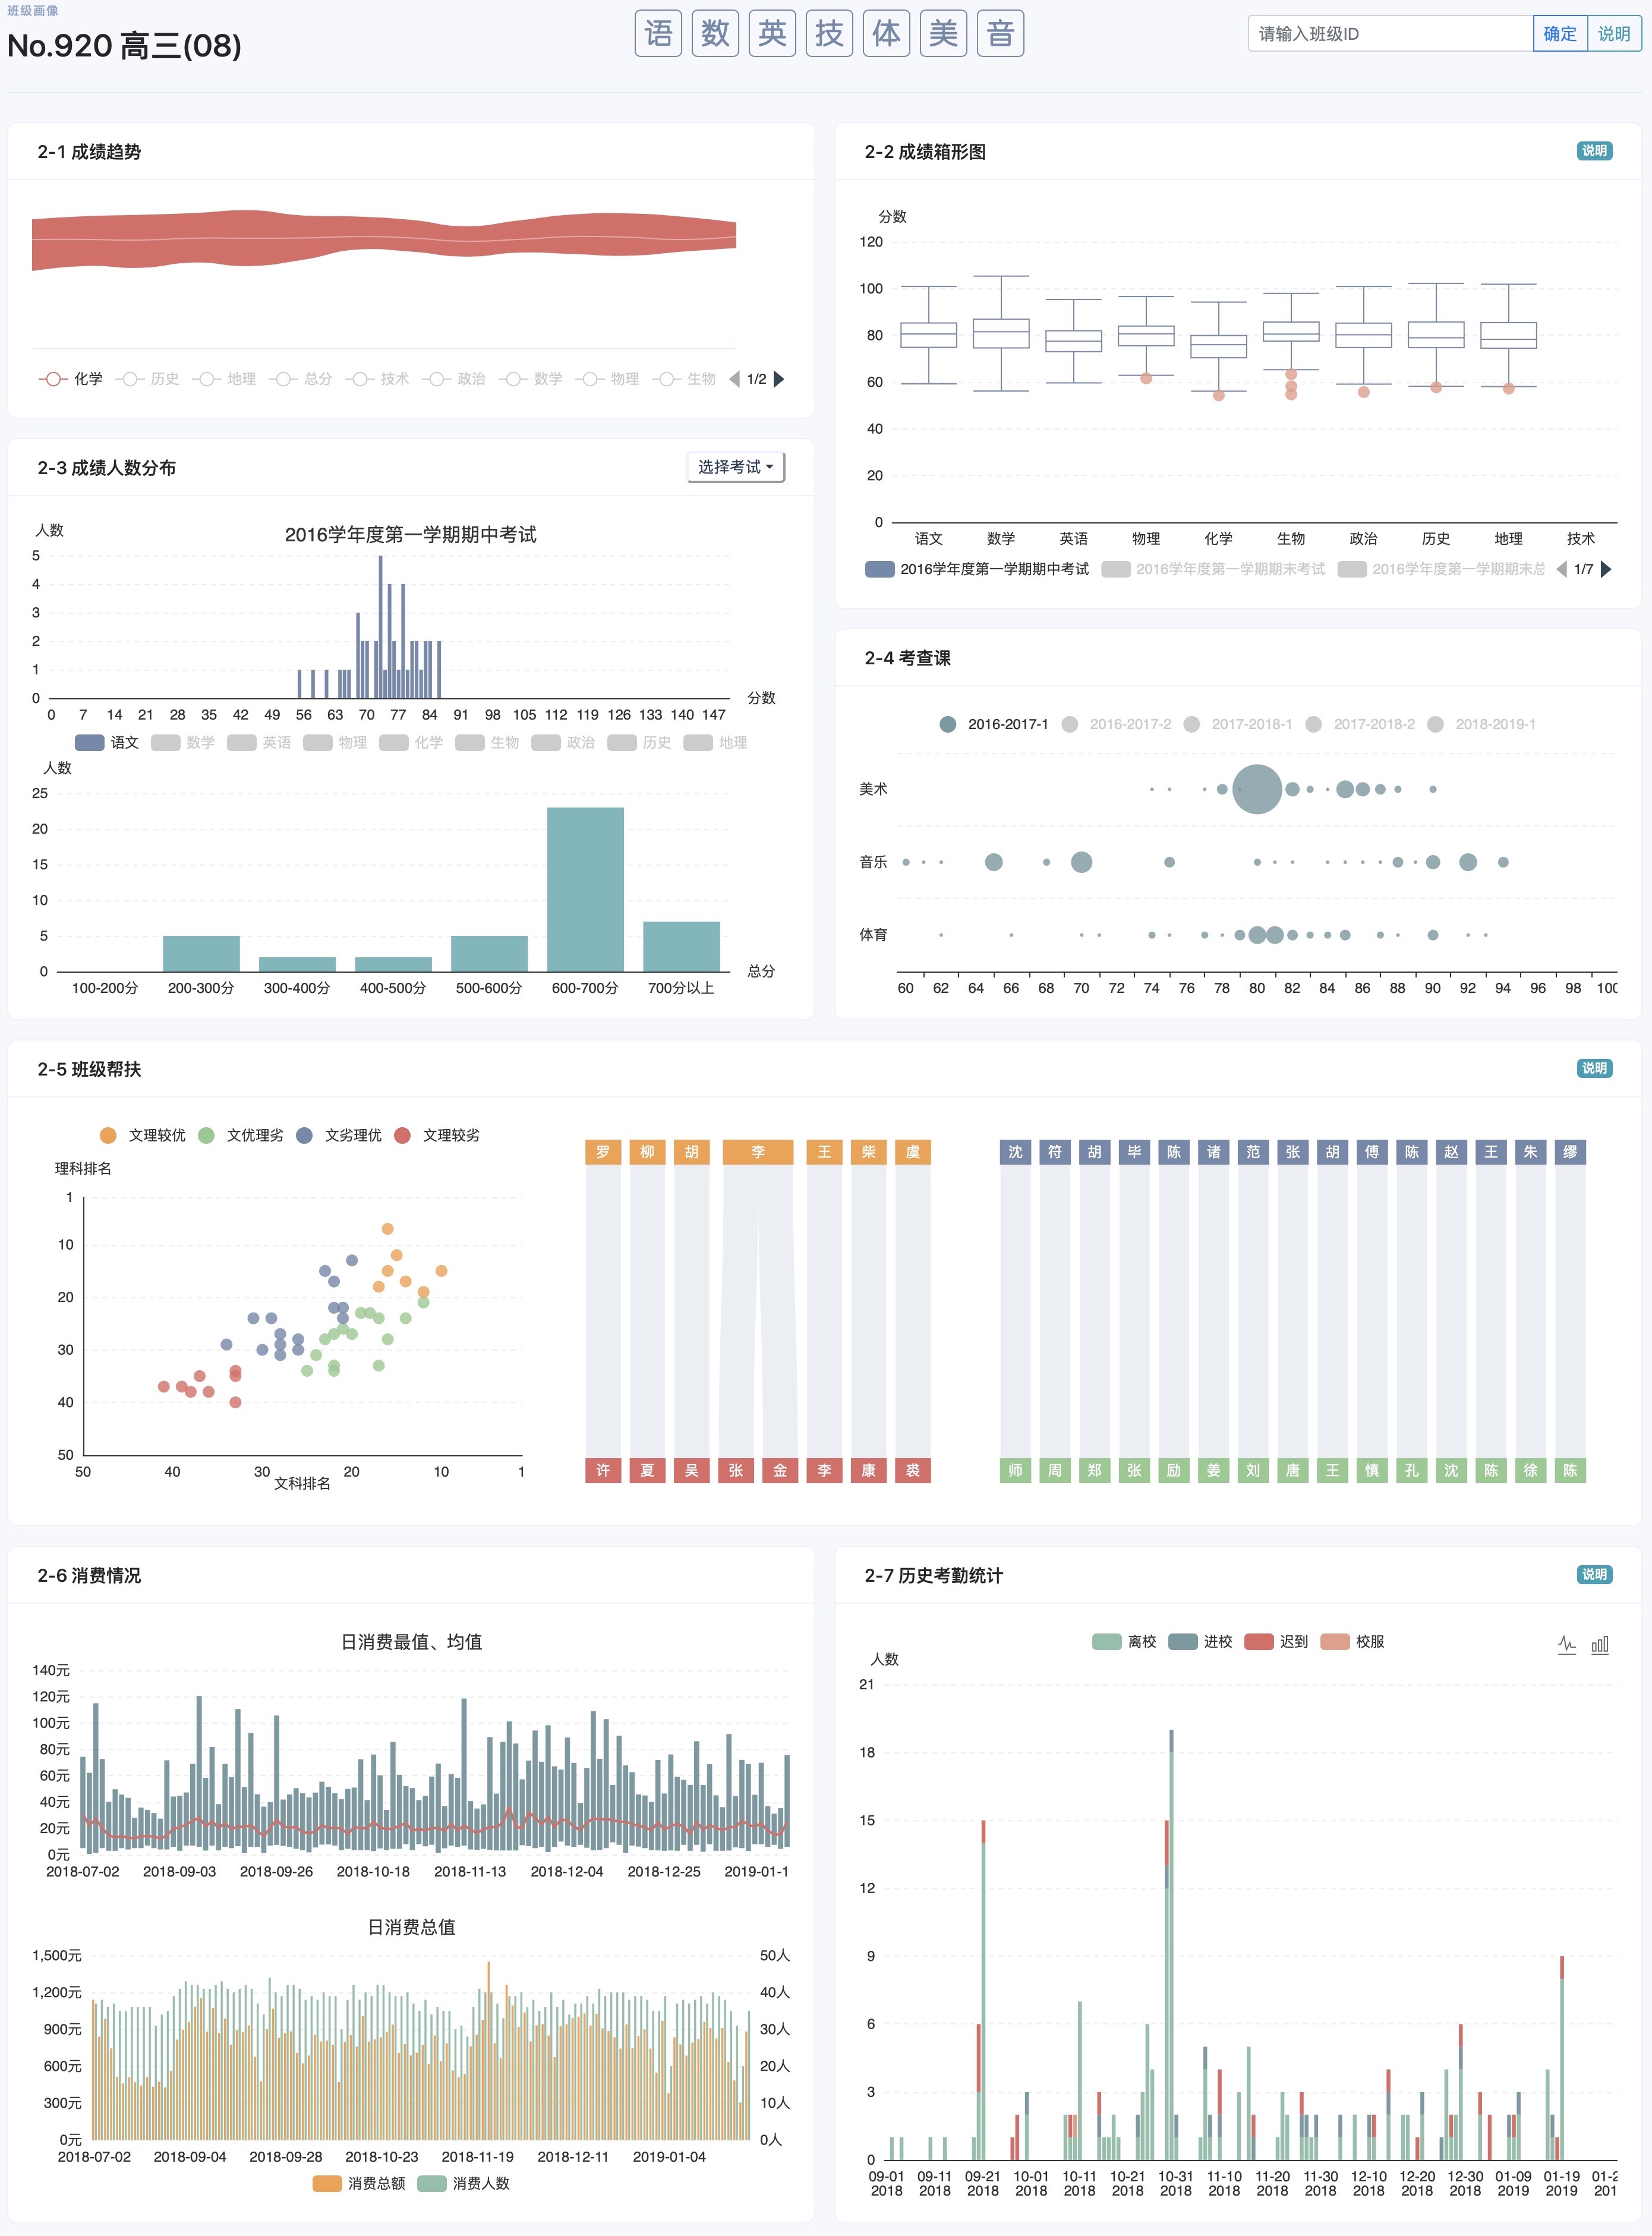 班级画像
No.920 高三(08)
语 数 英 技 体 美 音
请输入班级ID 确定 说明
2-1 成绩趋势
化学 历史 地理 总分 技术 政治 数学 物理 生物 1/2
2-2 成绩箱形图 说明
分数
120
100
80
60
40
20
0
语文 数学 英语 物理 化学 生物 政治 历史 地理 技术
2016学年度第一学期期中考试 2016学年度第一学期期末考试 2016学年度第一学期期末总 1/7
2-3 成绩人数分布 选择考试
人数
2016学年度第一学期期中考试
5
4
3
2
1
0
分数
0 7 14 21 28 35 42 49 56 63 70 77 84 91 98 105 112 119 126 133 140 147
语文 数学 英语 物理 化学 生物 政治 历史 地理
人数
25
20
15
10
5
0
总分
100-200分 200-300分 300-400分 400-500分 500-600分 600-700分 700分以上
2-4 考查课
2016-2017-1 2016-2017-2 2017-2018-1 2017-2018-2 2018-2019-1
美术
音乐
体育
60 62 64 66 68 70 72 74 76 78 80 82 84 86 88 90 92 94 96 98 100
2-5 班级帮扶 说明
文理较优 文优理劣 文劣理优 文理较劣
理科排名
1
10
20
30
40
50
50 40 30 20 10 1
文科排名
罗 柳 胡 李 王 柴 虞
许 夏 吴 张 金 李 康 裘
沈 符 胡 毕 陈 诸 范 张 胡 傅 陈 赵 王 朱 缪
师 周 郑 张 励 姜 刘 唐 王 慎 孔 沈 陈 徐 陈
2-6 消费情况
日消费最值、均值
140元
120元
100元
80元
60元
40元
20元
0元
2018-07-02 2018-09-03 2018-09-26 2018-10-18 2018-11-13 2018-12-04 2018-12-25 2019-01-1
日消费总值
1,500元 50人
1,200元 40人
900元 30人
600元 20人
300元 10人
0元 0人
2018-07-02 2018-09-04 2018-09-28 2018-10-23 2018-11-19 2018-12-11 2019-01-04
消费总额 消费人数
2-7 历史考勤统计 说明
离校 进校 迟到 校服
人数
21
18
15
12
9
6
3
0
09-01 09-11 09-21 10-01 10-11 10-21 10-31 11-10 11-20 11-30 12-10 12-20 12-30 01-09 01-19 01-2
2018 2018 2018 2018 2018 2018 2018 2018 2018 2018 2018 2018 2018 2019 2019 201